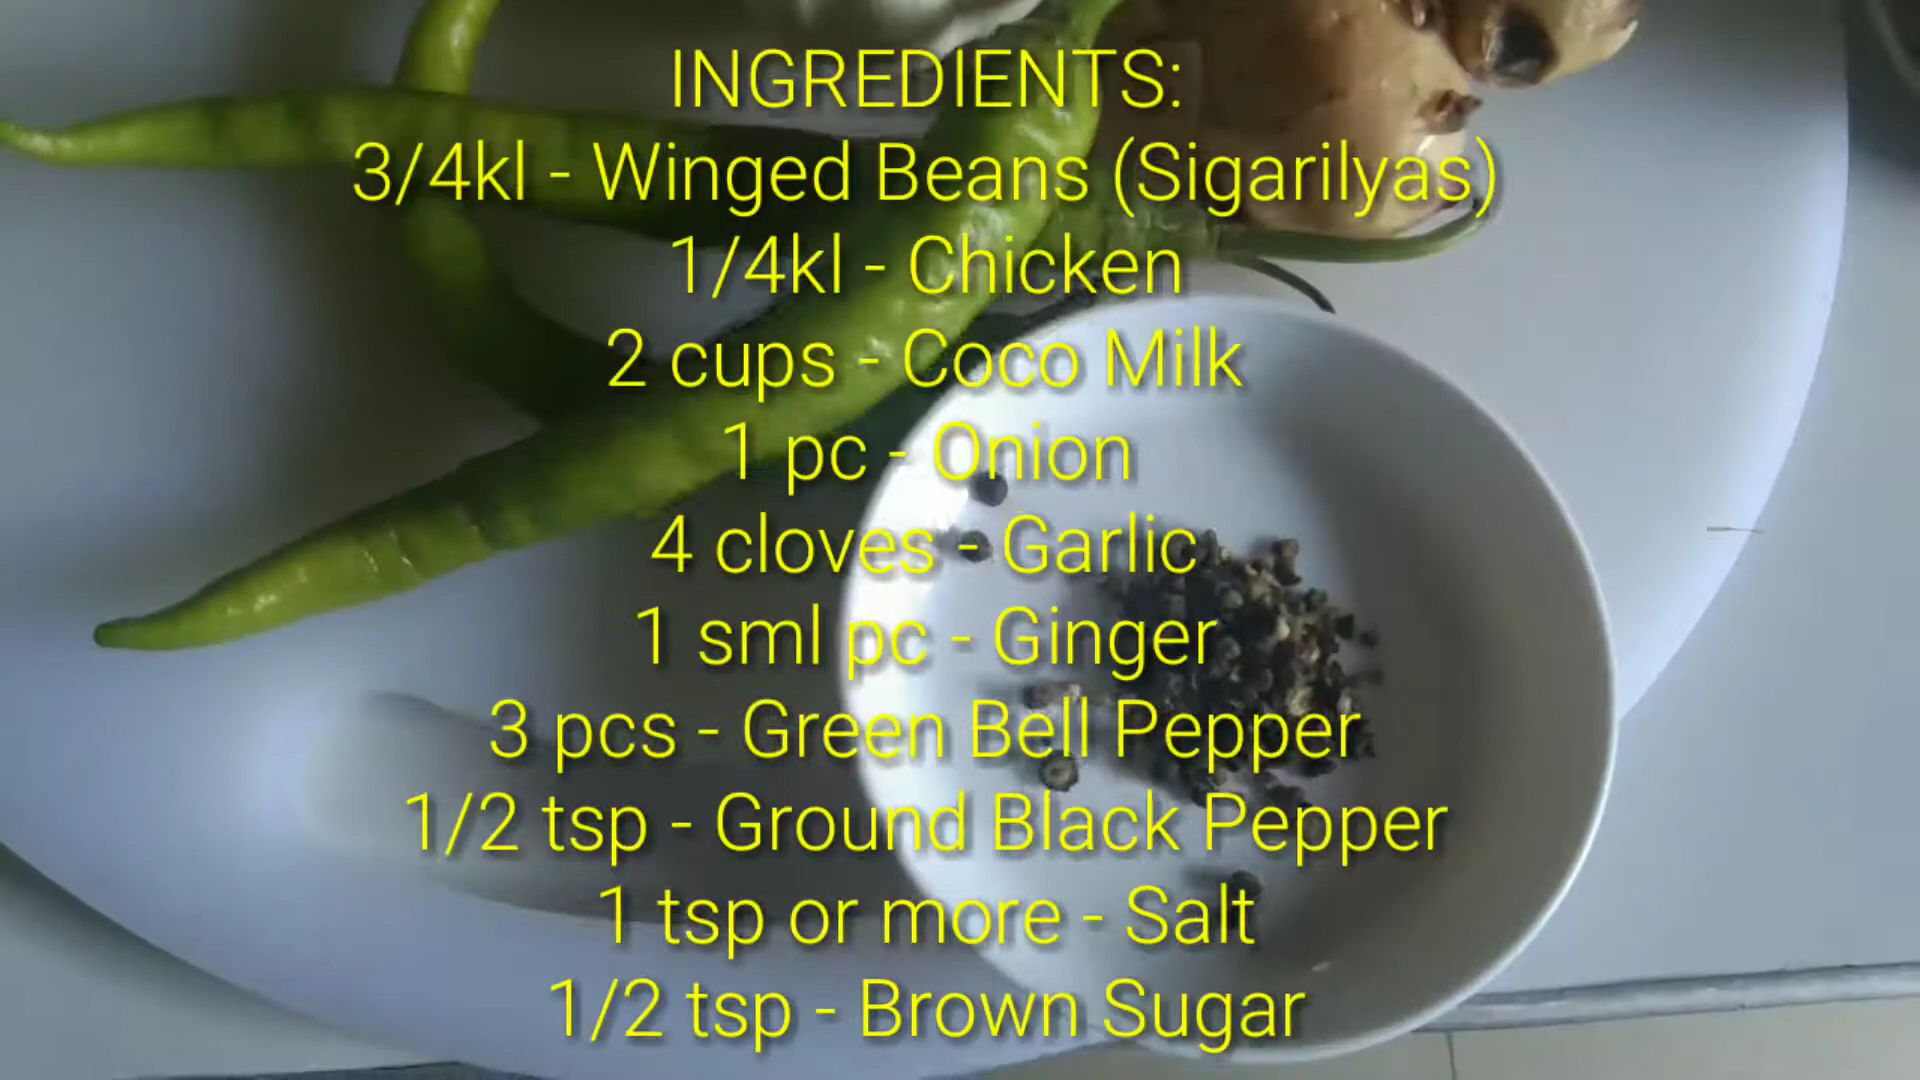 INGREDIENTS:
3/4kl - Winged Beans (Sigarilyas)
1/4kl - Chicken
2 cups - Coco Milk
1 pc - Onion
4 cloves - Garlic
1 sml pc - Ginger
3 pcs - Green Bell Pepper
1/2 tsp - Ground Black Pepper
1 tsp or more - Salt
1/2 tsp - Brown Sugar